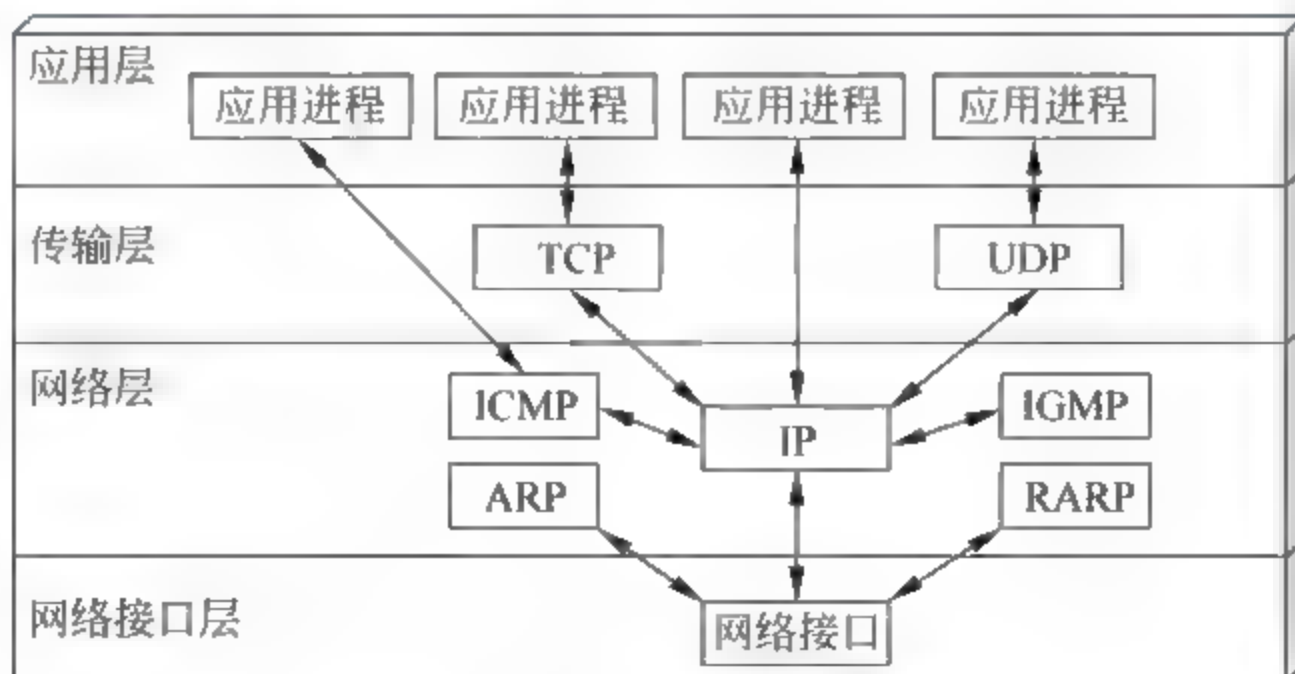 应用层
应用进程 应用进程 应用进程 应用进程
传输层
TCP UDP
网络层
ICMP IP IGMP
ARP RARP
网络接口层
网络接口